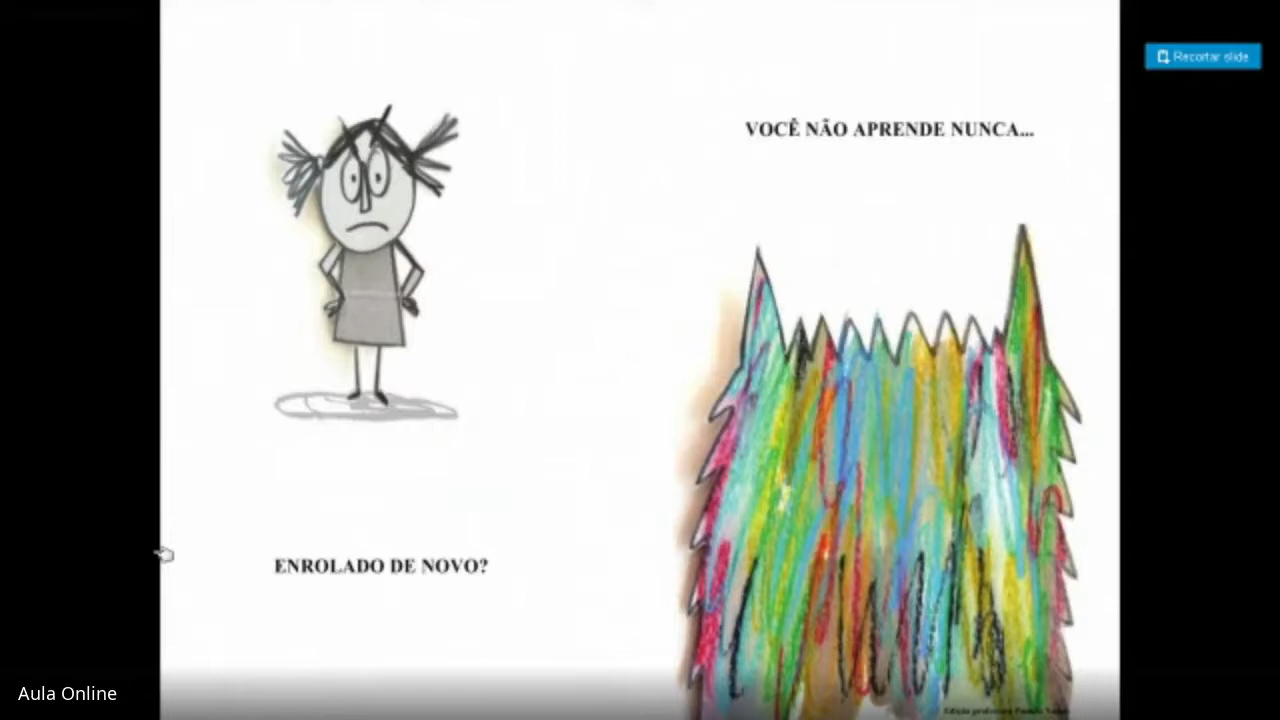 Recortar slide
VOCÊ NÃO APRENDE NUNCA...
ENROLADO DE NOVO?
Aula Online